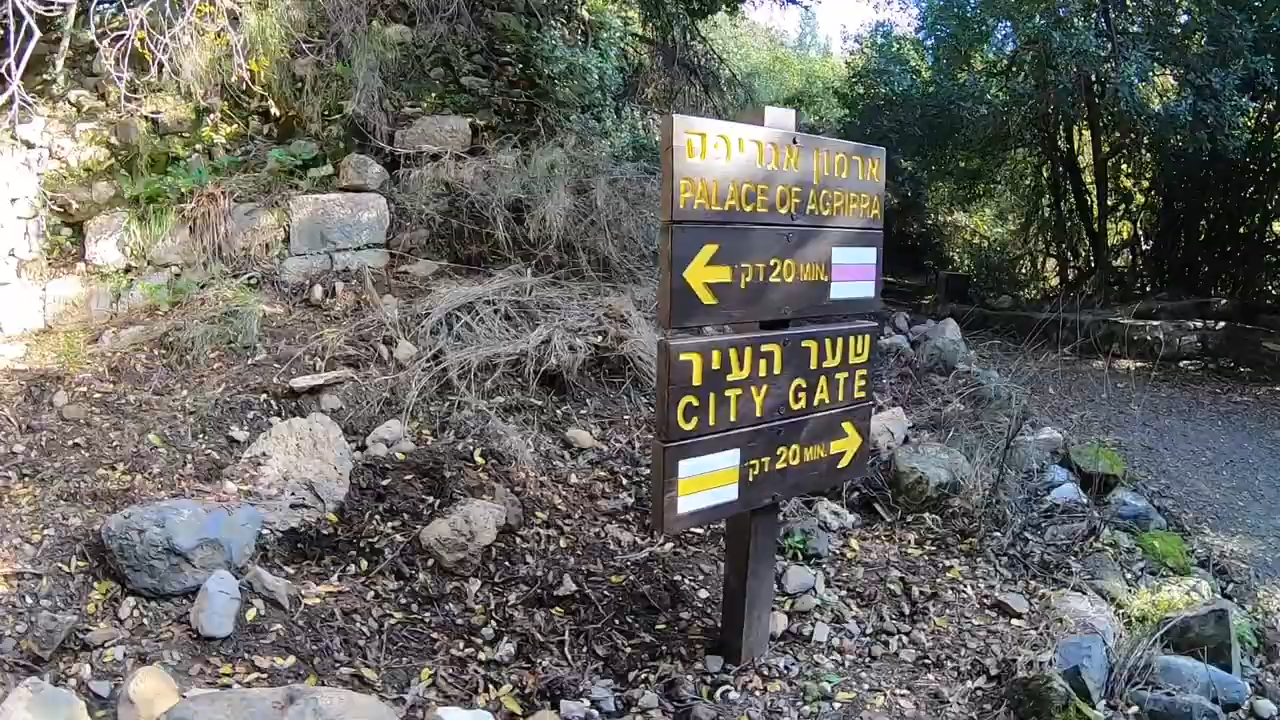 ארמון אגריפס
PALACE OF AGRIPPA
דק 20 MIN.
שער העיר
CITY GATE
דק 20 MIN.